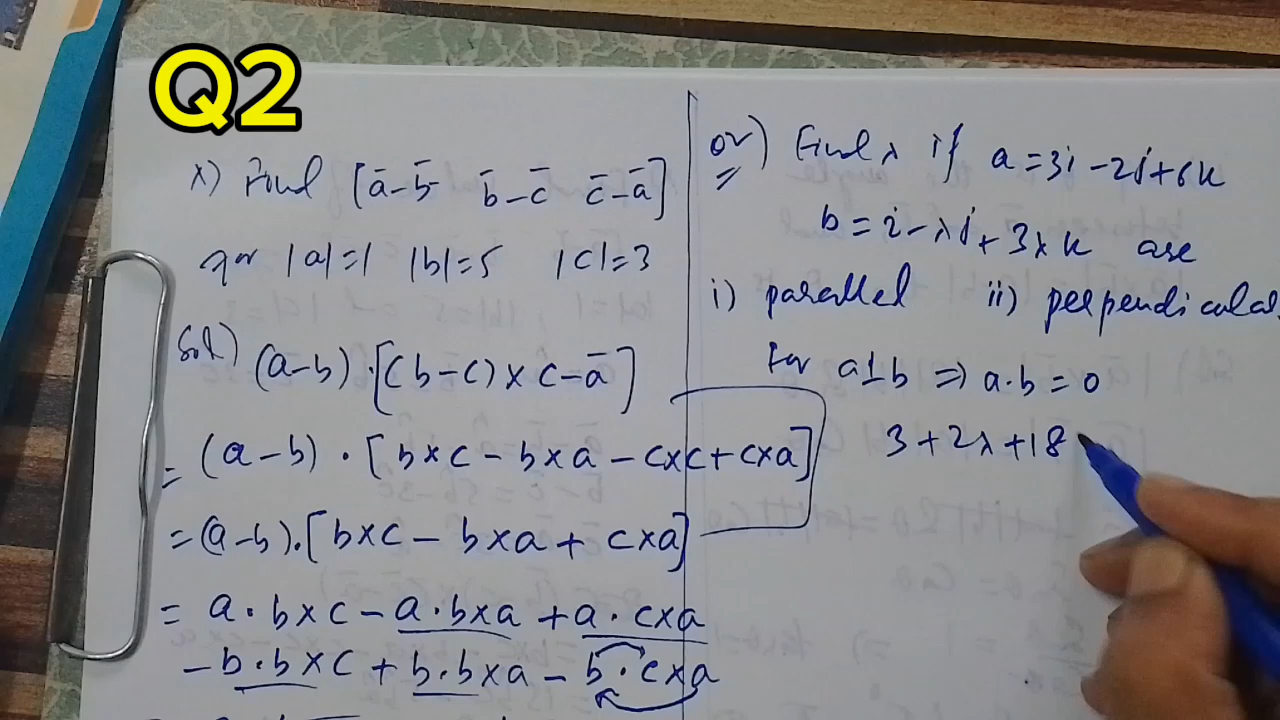 Q2
x) Find [a̅-b̅ b̅-c̅ c̅-a̅]
|a|=1 |b|=5 |c|=3
Sol) (a-b)·[(b-c)×c-a̅]
= (a-b)·[b×c-b×a-c×c+c×a]
= (a-b)·[b×c-b×a+c×a]
= a·b×c-a·b×a+a·c×a
-b·b×c+b·b×a-b·c×a
or) Find λ if a=3i-2j+6k
b=i-λj+3λk are
i) parallel ii) perpendicular
For a⊥b ⇒ a·b=0
3+2λ+18